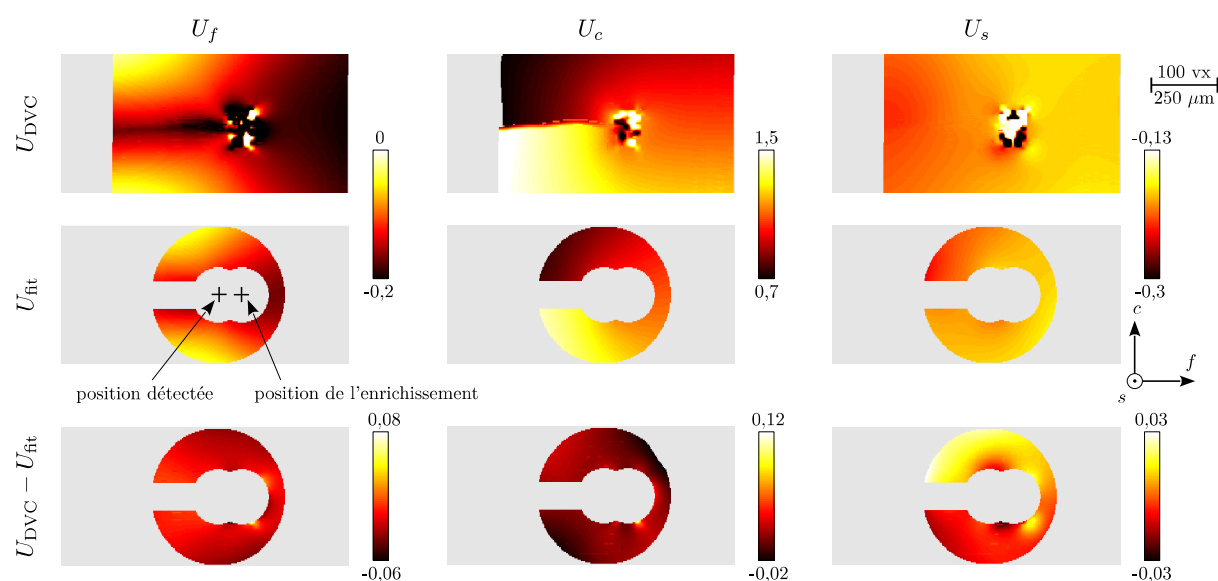 U_f
U_c
U_s
U_DVC
0
-0,2
1,5
0,7
-0,13
-0,3
100 vx
250 μm
U_fit
position détectée
position de l'enrichissement
c
f
s
U_DVC − U_fit
0,08
-0,06
0,12
-0,02
0,03
-0,03